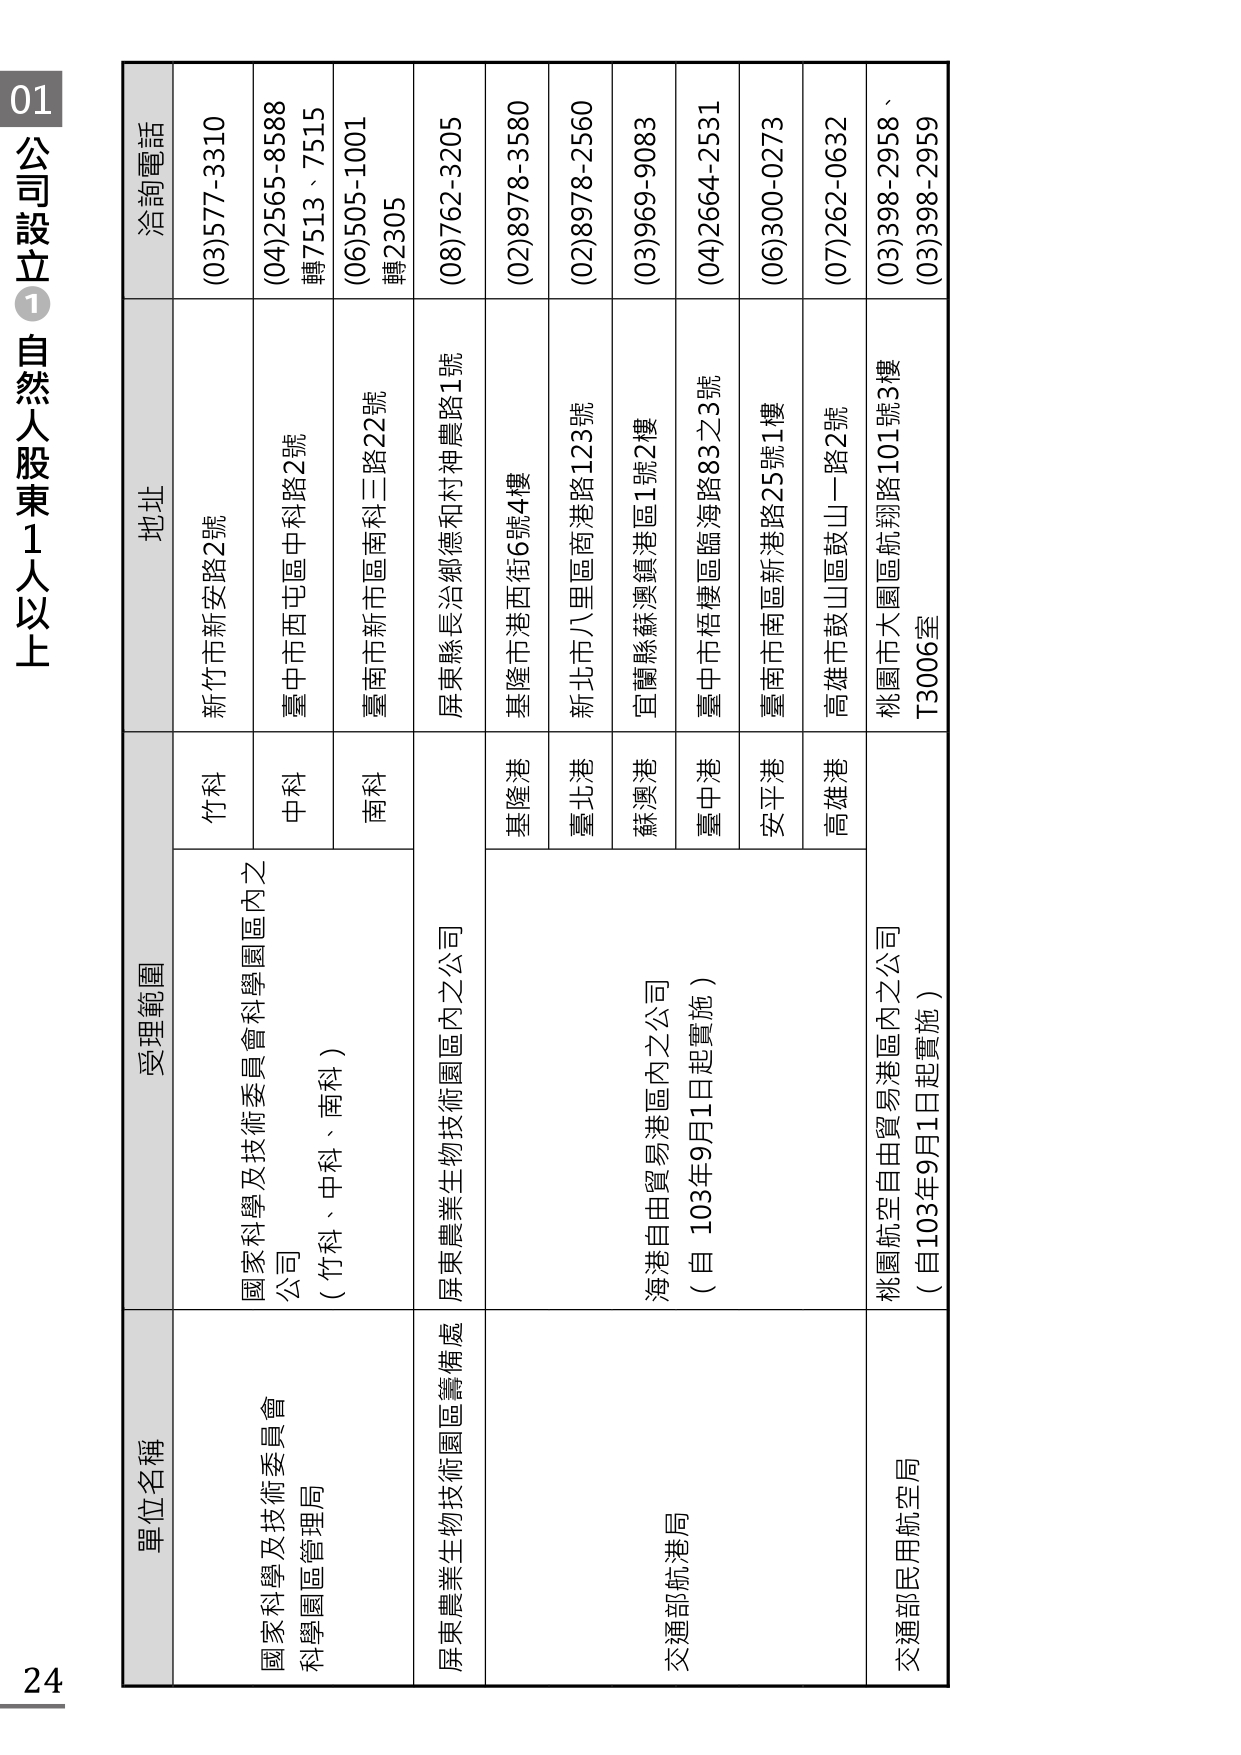 01
公司設立
1
自然人股東1人以上
單位名稱
受理範圍
地址
洽詢電話
國家科學及技術委員會
科學園區管理局
國家科學及技術委員會科學園區內之
公司
（竹科、中科、南科）
竹科
新竹市新安路2號
(03)577-3310
中科
臺中市西屯區中科路2號
(04)2565-8588
轉7513、7515
南科
臺南市新市區南科三路22號
(06)505-1001
轉2305
屏東農業生物技術園區籌備處
屏東農業生物技術園區內之公司
屏東縣長治鄉德和村神農路1號
(08)762-3205
交通部航港局
海港自由貿易港區內之公司
（自 103年9月1日起實施）
基隆港
基隆市港西街6號4樓
(02)8978-3580
臺北港
新北市八里區商港路123號
(02)8978-2560
蘇澳港
宜蘭縣蘇澳鎮港區1號2樓
(03)969-9083
臺中港
臺中市梧棲區臨海路83之3號
(04)2664-2531
安平港
臺南市南區新港路25號1樓
(06)300-0273
高雄港
高雄市鼓山區鼓山一路2號
(07)262-0632
交通部民用航空局
桃園航空自由貿易港區內之公司
（自103年9月1日起實施）
桃園市大園區航翔路101號3樓
T3006室
(03)398-2958、
(03)398-2959
24